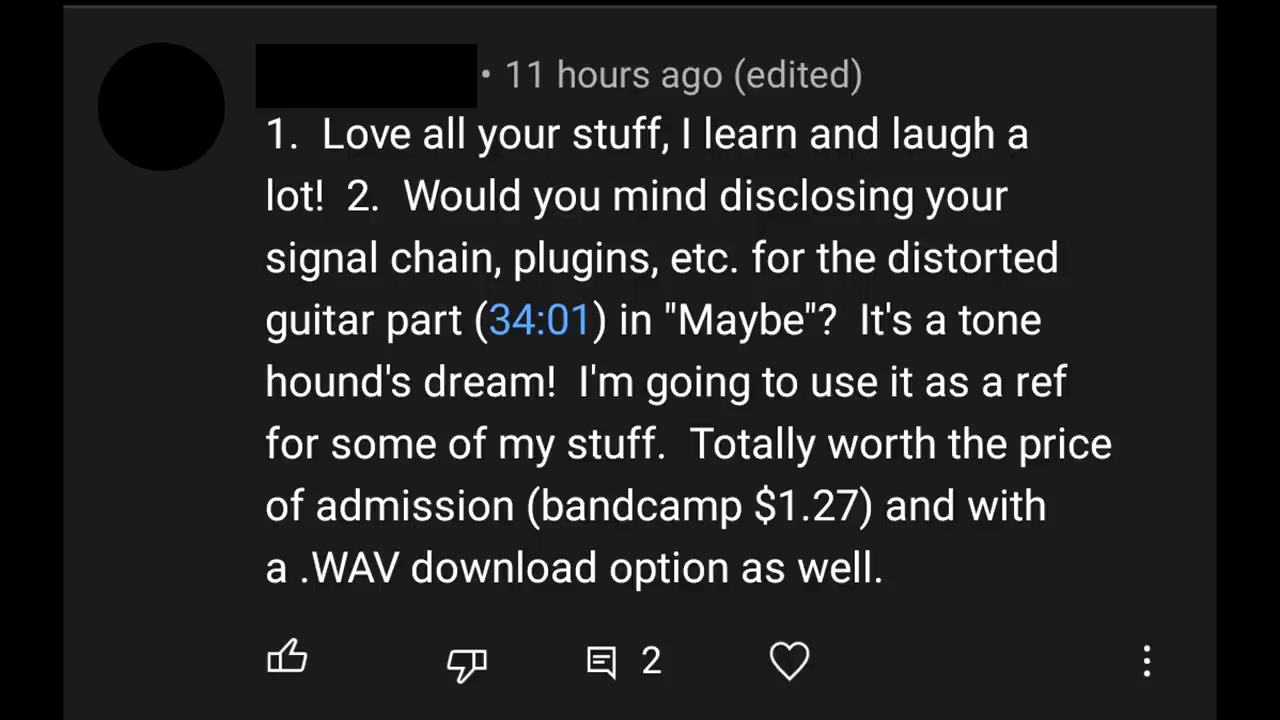 • 11 hours ago (edited)
1.  Love all your stuff, I learn and laugh a
lot!  2.  Would you mind disclosing your
signal chain, plugins, etc. for the distorted
guitar part (34:01) in "Maybe"?  It's a tone
hound's dream!  I'm going to use it as a ref
for some of my stuff.  Totally worth the price
of admission (bandcamp $1.27) and with
a .WAV download option as well.
2